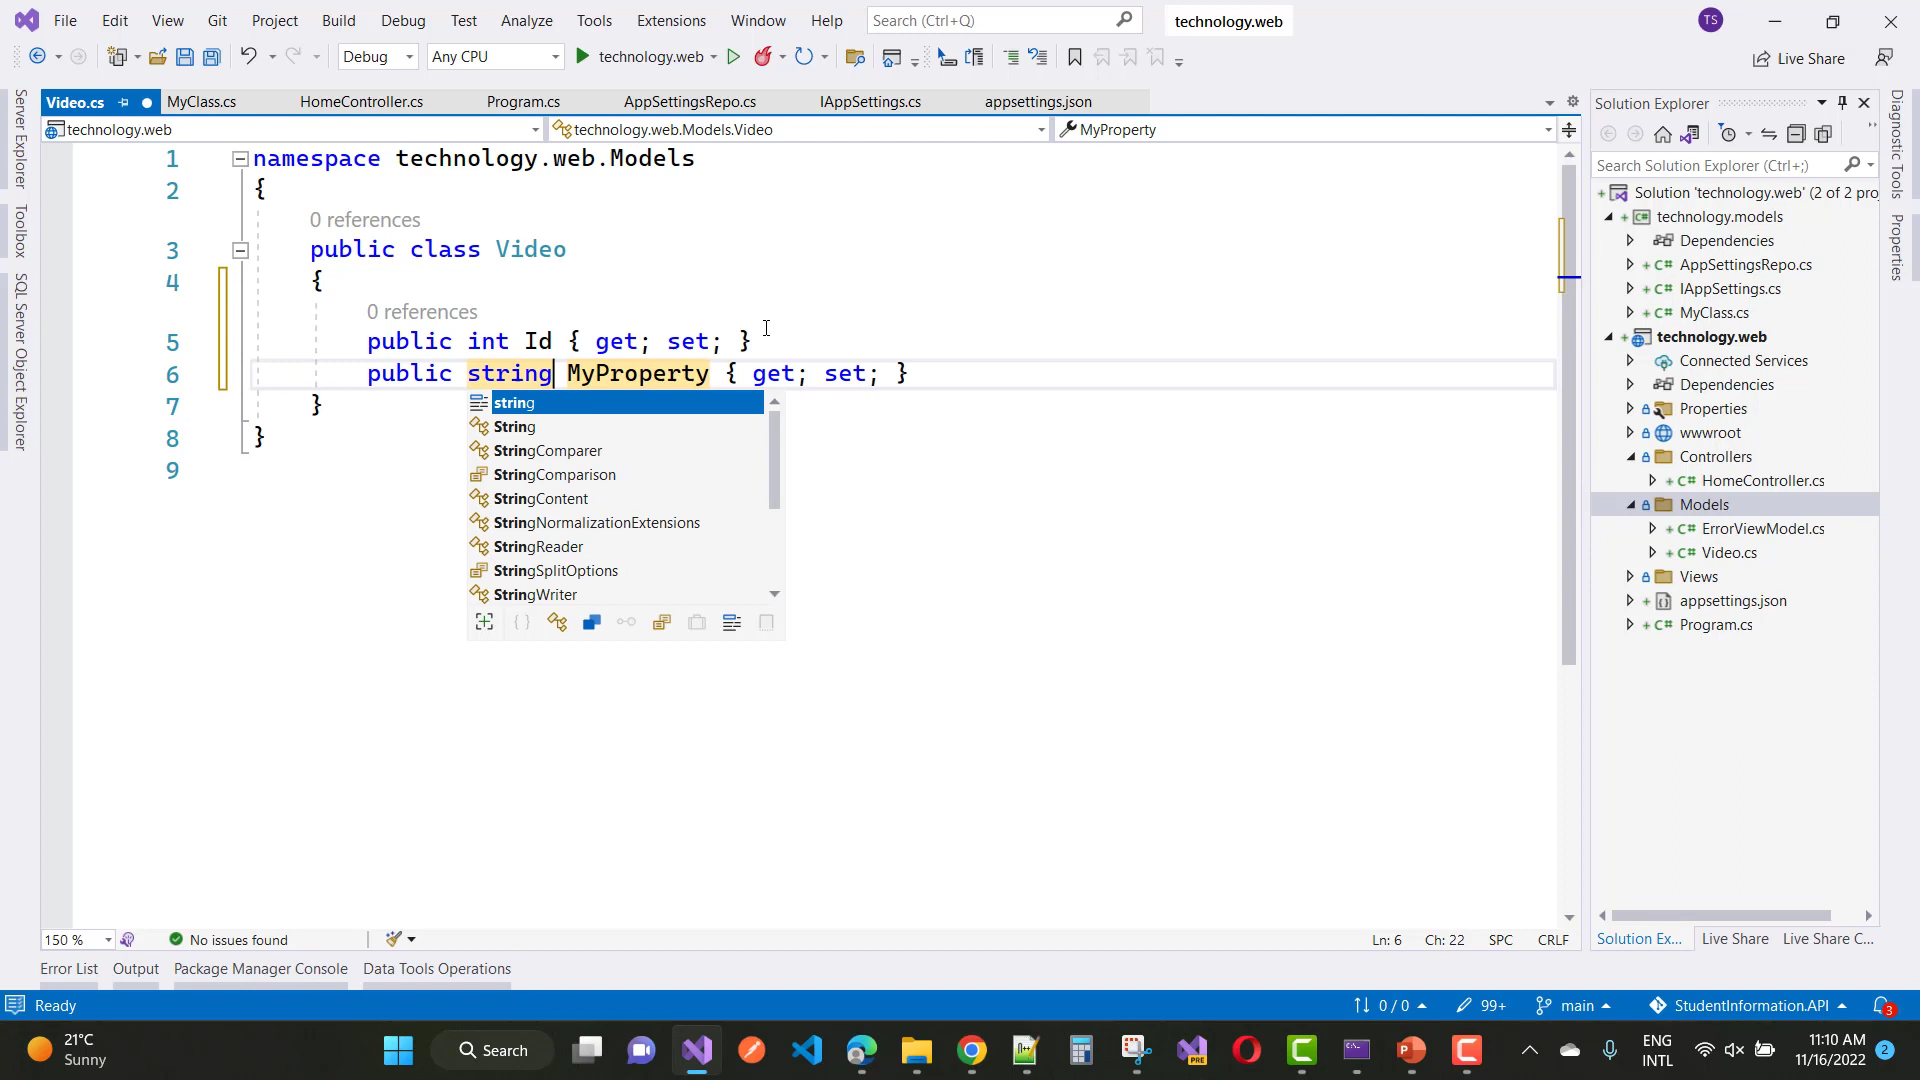 File Edit View Git Project Build Debug Test Analyze Tools Extensions Window Help Search (Ctrl+Q) technology.web TS
Debug Any CPU technology.web Live Share
Video.cs MyClass.cs HomeController.cs Program.cs AppSettingsRepo.cs IAppSettings.cs appsettings.json
technology.web technology.web.Models.Video MyProperty
Server Explorer
Toolbox
SQL Server Object Explorer
1 namespace technology.web.Models
2 {
0 references
3 public class Video
4 {
0 references
5 public int Id { get; set; }
6 public string MyProperty { get; set; }
7 }
8 }
9
string
String
StringComparer
StringComparison
StringContent
StringNormalizationExtensions
StringReader
StringSplitOptions
StringWriter
Solution Explorer
Search Solution Explorer (Ctrl+;)
Solution 'technology.web' (2 of 2 proj
technology.models
Dependencies
C# AppSettingsRepo.cs
C# IAppSettings.cs
C# MyClass.cs
technology.web
Connected Services
Dependencies
Properties
wwwroot
Controllers
C# HomeController.cs
Models
C# ErrorViewModel.cs
C# Video.cs
Views
appsettings.json
C# Program.cs
Diagnostic Tools
Properties
150 % No issues found Ln: 6 Ch: 22 SPC CRLF
Solution Ex... Live Share Live Share C...
Error List Output Package Manager Console Data Tools Operations
Ready 0 / 0 99+ main StudentInformation.API 3
21°C
Sunny
Search
PRE
ENG
INTL
11:10 AM
11/16/2022
2